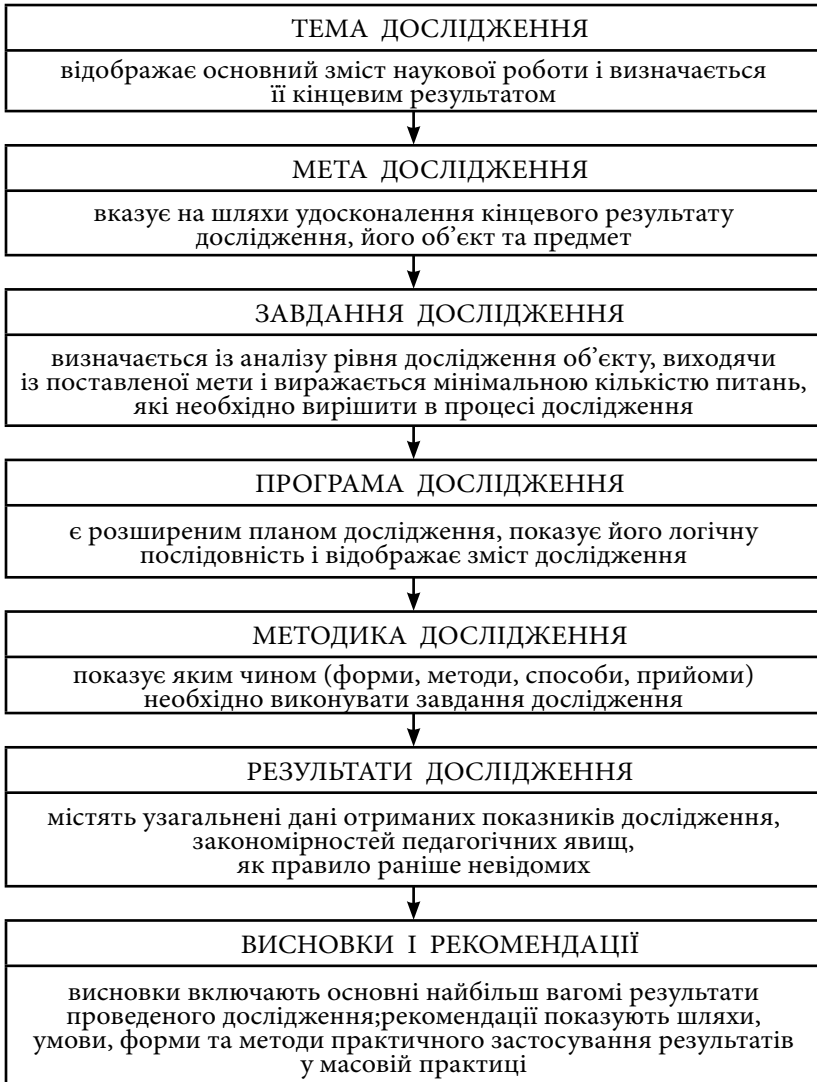 ТЕМА ДОСЛІДЖЕННЯ
відображає основний зміст наукової роботи і визначається
її кінцевим результатом
МЕТА ДОСЛІДЖЕННЯ
вказує на шляхи удосконалення кінцевого результату
дослідження, його об’єкт та предмет
ЗАВДАННЯ ДОСЛІДЖЕННЯ
визначається із аналізу рівня дослідження об’єкту, виходячи
із поставленої мети і виражається мінімальною кількістю питань,
які необхідно вирішити в процесі дослідження
ПРОГРАМА ДОСЛІДЖЕННЯ
є розширеним планом дослідження, показує його логічну
послідовність і відображає зміст дослідження
МЕТОДИКА ДОСЛІДЖЕННЯ
показує яким чином (форми, методи, способи, прийоми)
необхідно виконувати завдання дослідження
РЕЗУЛЬТАТИ ДОСЛІДЖЕННЯ
містять узагальнені дані отриманих показників дослідження,
закономірностей педагогічних явищ,
як правило раніше невідомих
ВИСНОВКИ І РЕКОМЕНДАЦІЇ
висновки включають основні найбільш вагомі результати
проведеного дослідження;рекомендації показують шляхи,
умови, форми та методи практичного застосування результатів
у масовій практиці